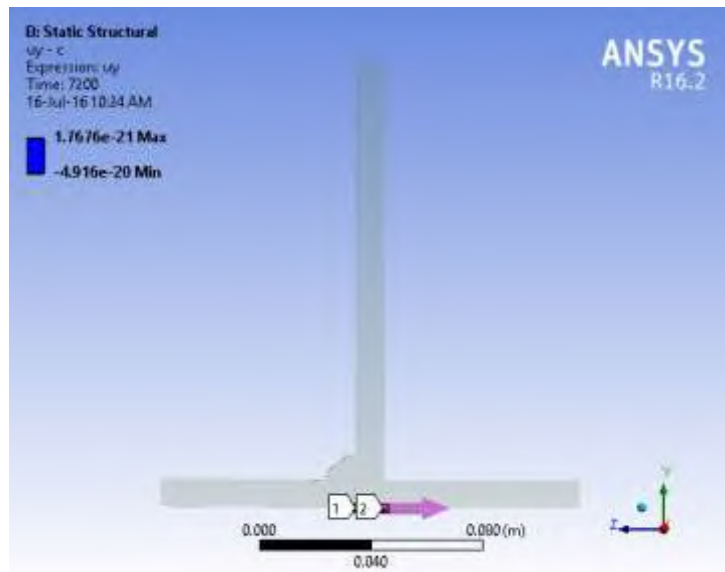 D: Static Structural
uy - c
Expression: uy
Time: 7200
16-Jul-16 10:34 AM
1.7676e-21 Max
-4.916e-20 Min
ANSYS
R16.2
1
2
Y
Z
0.000
0.080 (m)
0.040